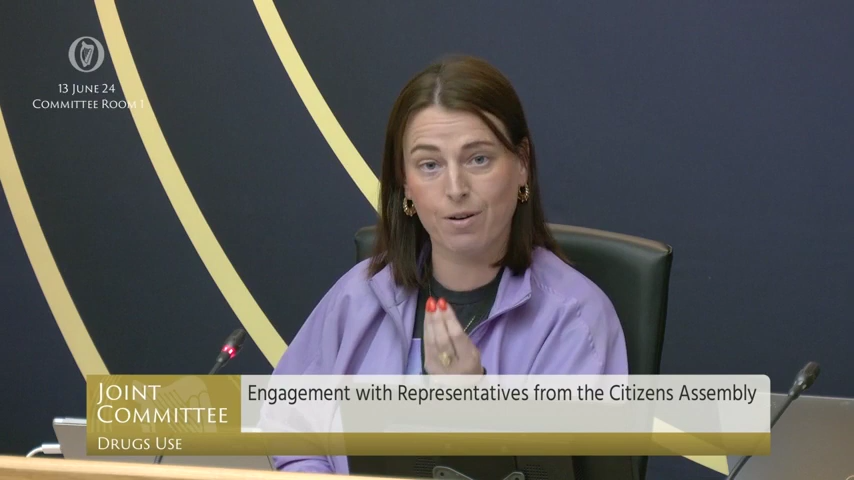 13 June 24
Committee Room 1
Joint
Committee
Engagement with Representatives from the Citizens Assembly
Drugs Use